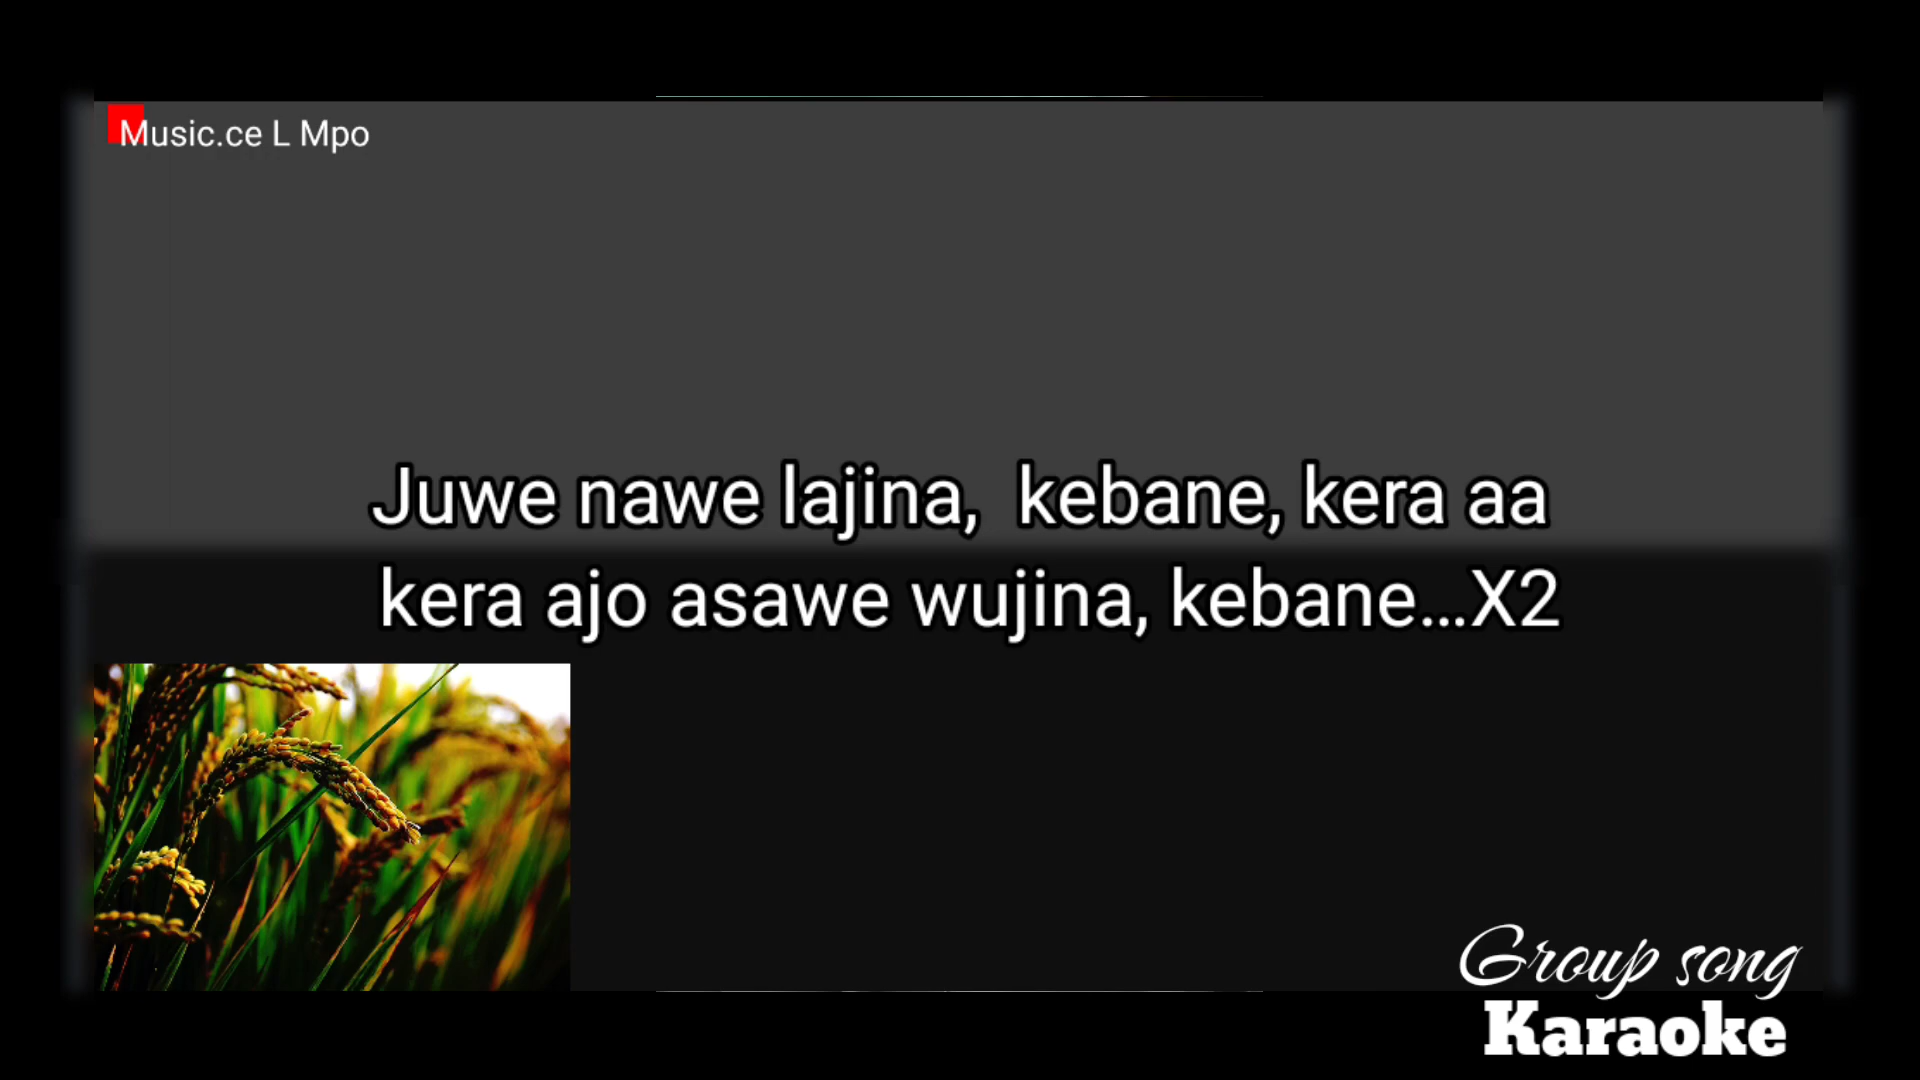 Music.ce L Mpo
Juwe nawe lajina,  kebane, kera aa
kera ajo asawe wujina, kebane...X2
Group song
Karaoke